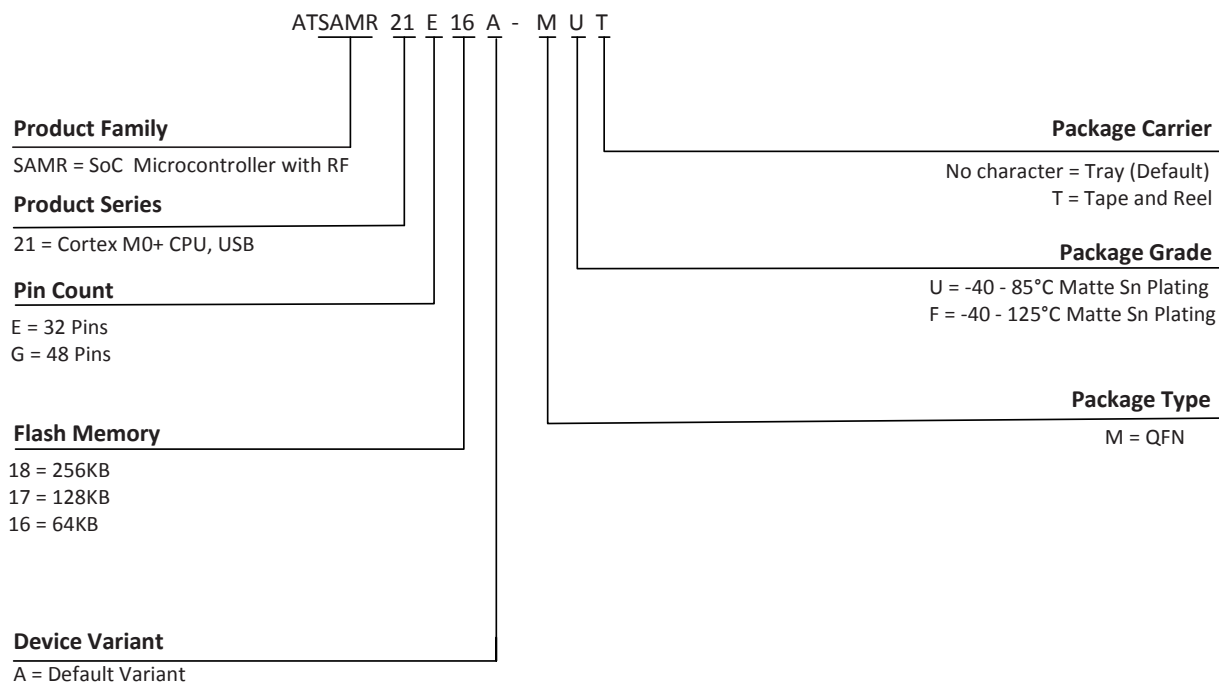 ATSAMR 21 E 16 A - M U T
Product Family
SAMR = SoC Microcontroller with RF
Product Series
21 = Cortex M0+ CPU, USB
Pin Count
E = 32 Pins
G = 48 Pins
Flash Memory
18 = 256KB
17 = 128KB
16 = 64KB
Device Variant
A = Default Variant
Package Carrier
No character = Tray (Default)
T = Tape and Reel
Package Grade
U = -40 - 85°C Matte Sn Plating
F = -40 - 125°C Matte Sn Plating
Package Type
M = QFN